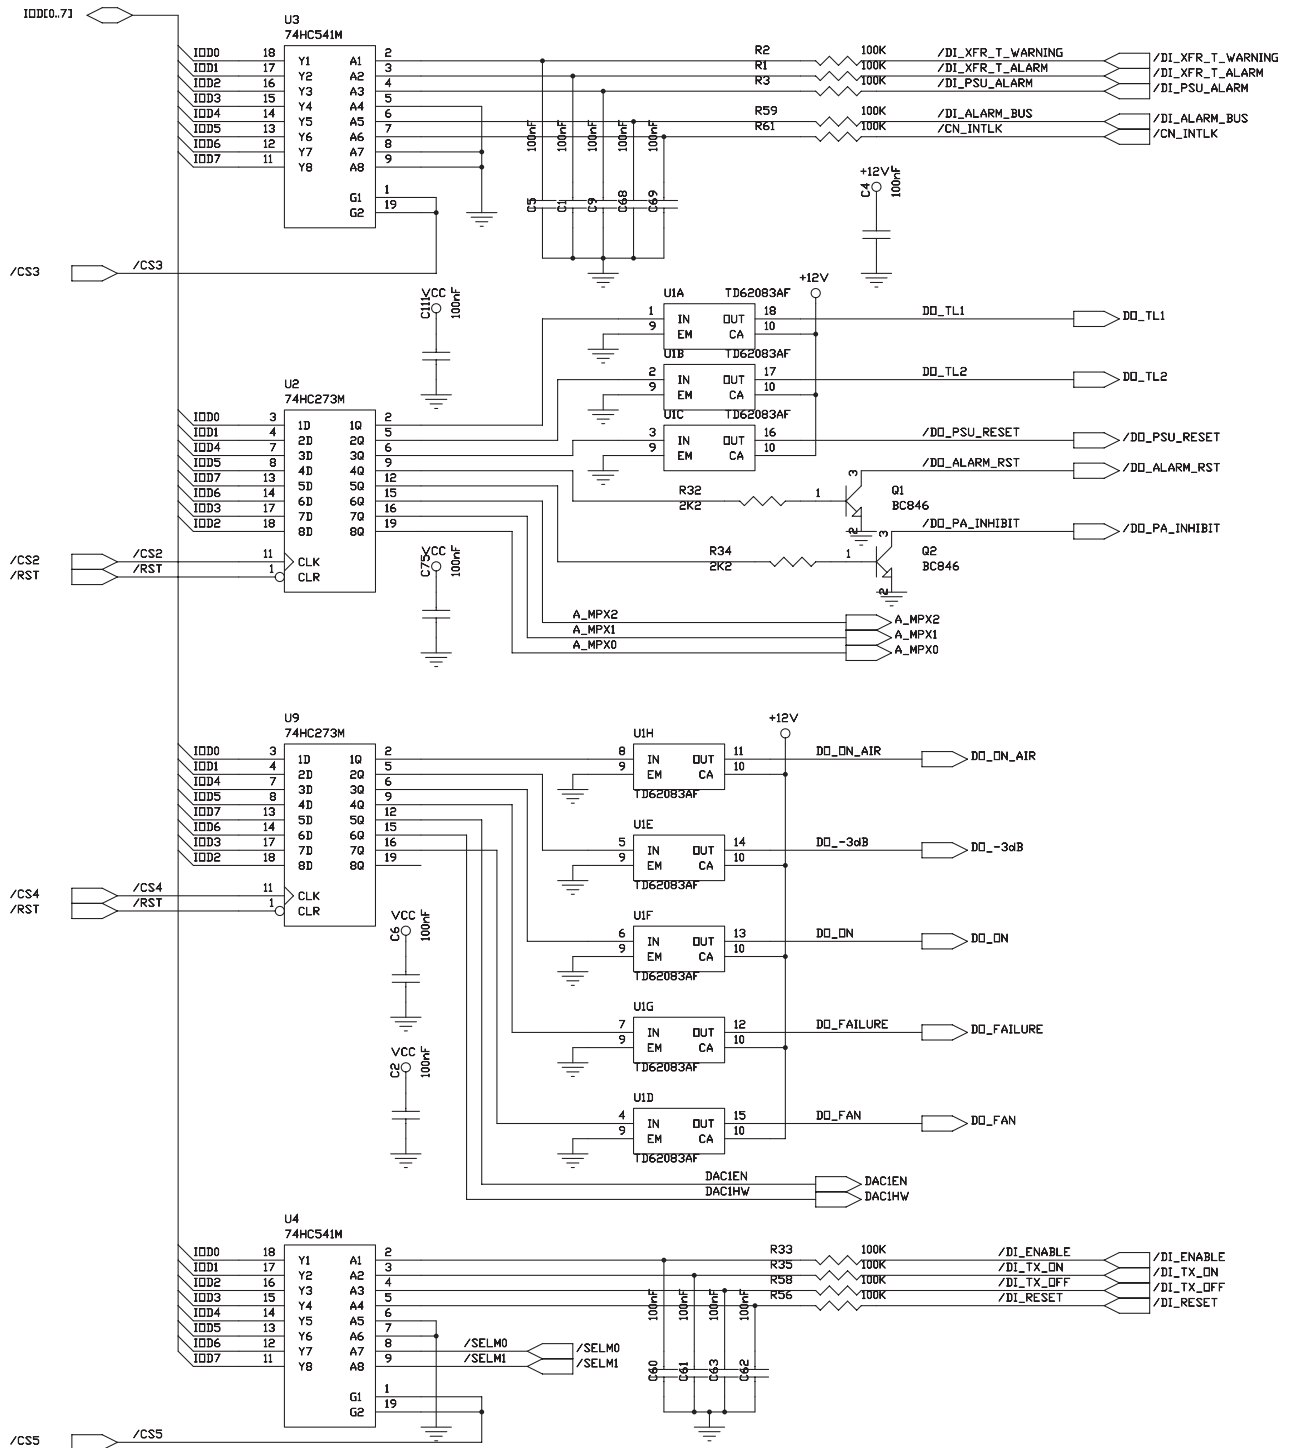 IOD[0..7]
U3
74HC541M
IOD0 18 Y1 A1 2 R2 100K /DI_XFR_T_WARNING /DI_XFR_T_WARNING
IOD1 17 Y2 A2 3 R1 100K /DI_XFR_T_ALARM /DI_XFR_T_ALARM
IOD2 16 Y3 A3 4 R3 100K /DI_PSU_ALARM /DI_PSU_ALARM
IOD3 15 Y4 A4 5
IOD4 14 Y5 A5 6 R59 100K /DI_ALARM_BUS /DI_ALARM_BUS
IOD5 13 Y6 A6 7 R61 100K /CN_INTLK /CN_INTLK
IOD6 12 Y7 A7 8
IOD7 11 Y8 A8 9
100nF 100nF 100nF 100nF 100nF
G1 1
G2 19
C5 C1 C9 C68 C69
+12V
C4 100nF
/CS3 /CS3
VCC
C111 100nF
+12V
U1A TD62083AF
1 IN OUT 18 DO_TL1 DO_TL1
9 EM CA 10
U1B TD62083AF
2 IN OUT 17 DO_TL2 DO_TL2
9 EM CA 10
U1C TD62083AF
3 IN OUT 16 /DO_PSU_RESET /DO_PSU_RESET
9 EM CA 10
U2
74HC273M
IOD0 3 1D 1Q 2
IOD1 4 2D 2Q 5
IOD4 7 3D 3Q 6
IOD5 8 4D 4Q 9
IOD7 13 5D 5Q 12
IOD6 14 6D 6Q 15
IOD3 17 7D 7Q 16
IOD2 18 8D 8Q 19
/CS2 /CS2 11 CLK
/RST /RST 1 CLR
/DO_ALARM_RST /DO_ALARM_RST
R32 2K2 1 3 2 Q1 BC846
/DO_PA_INHIBIT /DO_PA_INHIBIT
R34 2K2 1 3 2 Q2 BC846
VCC
C75 100nF
A_MPX2 A_MPX2
A_MPX1 A_MPX1
A_MPX0 A_MPX0
U9
74HC273M
IOD0 3 1D 1Q 2
IOD1 4 2D 2Q 5
IOD4 7 3D 3Q 6
IOD5 8 4D 4Q 9
IOD7 13 5D 5Q 12
IOD6 14 6D 6Q 15
IOD3 17 7D 7Q 16
IOD2 18 8D 8Q 19
/CS4 /CS4 11 CLK
/RST /RST 1 CLR
+12V
U1H
8 IN OUT 11 DO_ON_AIR DO_ON_AIR
9 EM CA 10
TD62083AF
U1E
5 IN OUT 14 DO_-3dB DO_-3dB
9 EM CA 10
TD62083AF
VCC
C6 100nF
U1F
6 IN OUT 13 DO_ON DO_ON
9 EM CA 10
TD62083AF
U1G
7 IN OUT 12 DO_FAILURE DO_FAILURE
9 EM CA 10
TD62083AF
VCC
C2 100nF
U1D
4 IN OUT 15 DO_FAN DO_FAN
9 EM CA 10
TD62083AF
DAC1EN DAC1EN
DAC1HW DAC1HW
U4
74HC541M
IOD0 18 Y1 A1 2 R33 100K /DI_ENABLE /DI_ENABLE
IOD1 17 Y2 A2 3 R35 100K /DI_TX_ON /DI_TX_ON
IOD2 16 Y3 A3 4 R58 100K /DI_TX_OFF /DI_TX_OFF
IOD3 15 Y4 A4 5 R56 100K /DI_RESET /DI_RESET
IOD4 14 Y5 A5 6
IOD5 13 Y6 A6 7
IOD6 12 Y7 A7 8 /SELM0 /SELM0
IOD7 11 Y8 A8 9 /SELM1 /SELM1
100nF 100nF 100nF 100nF
C60 C61 C63 C62
G1 1
G2 19
/CS5 /CS5